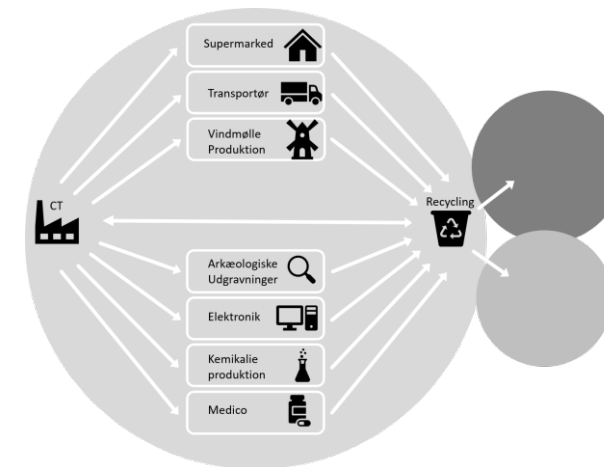 Supermarked
Transportør
Vindmølle
Produktion
CT
Recycling
Arkæologiske
Udgravninger
Elektronik
Kemikalie
produktion
Medico